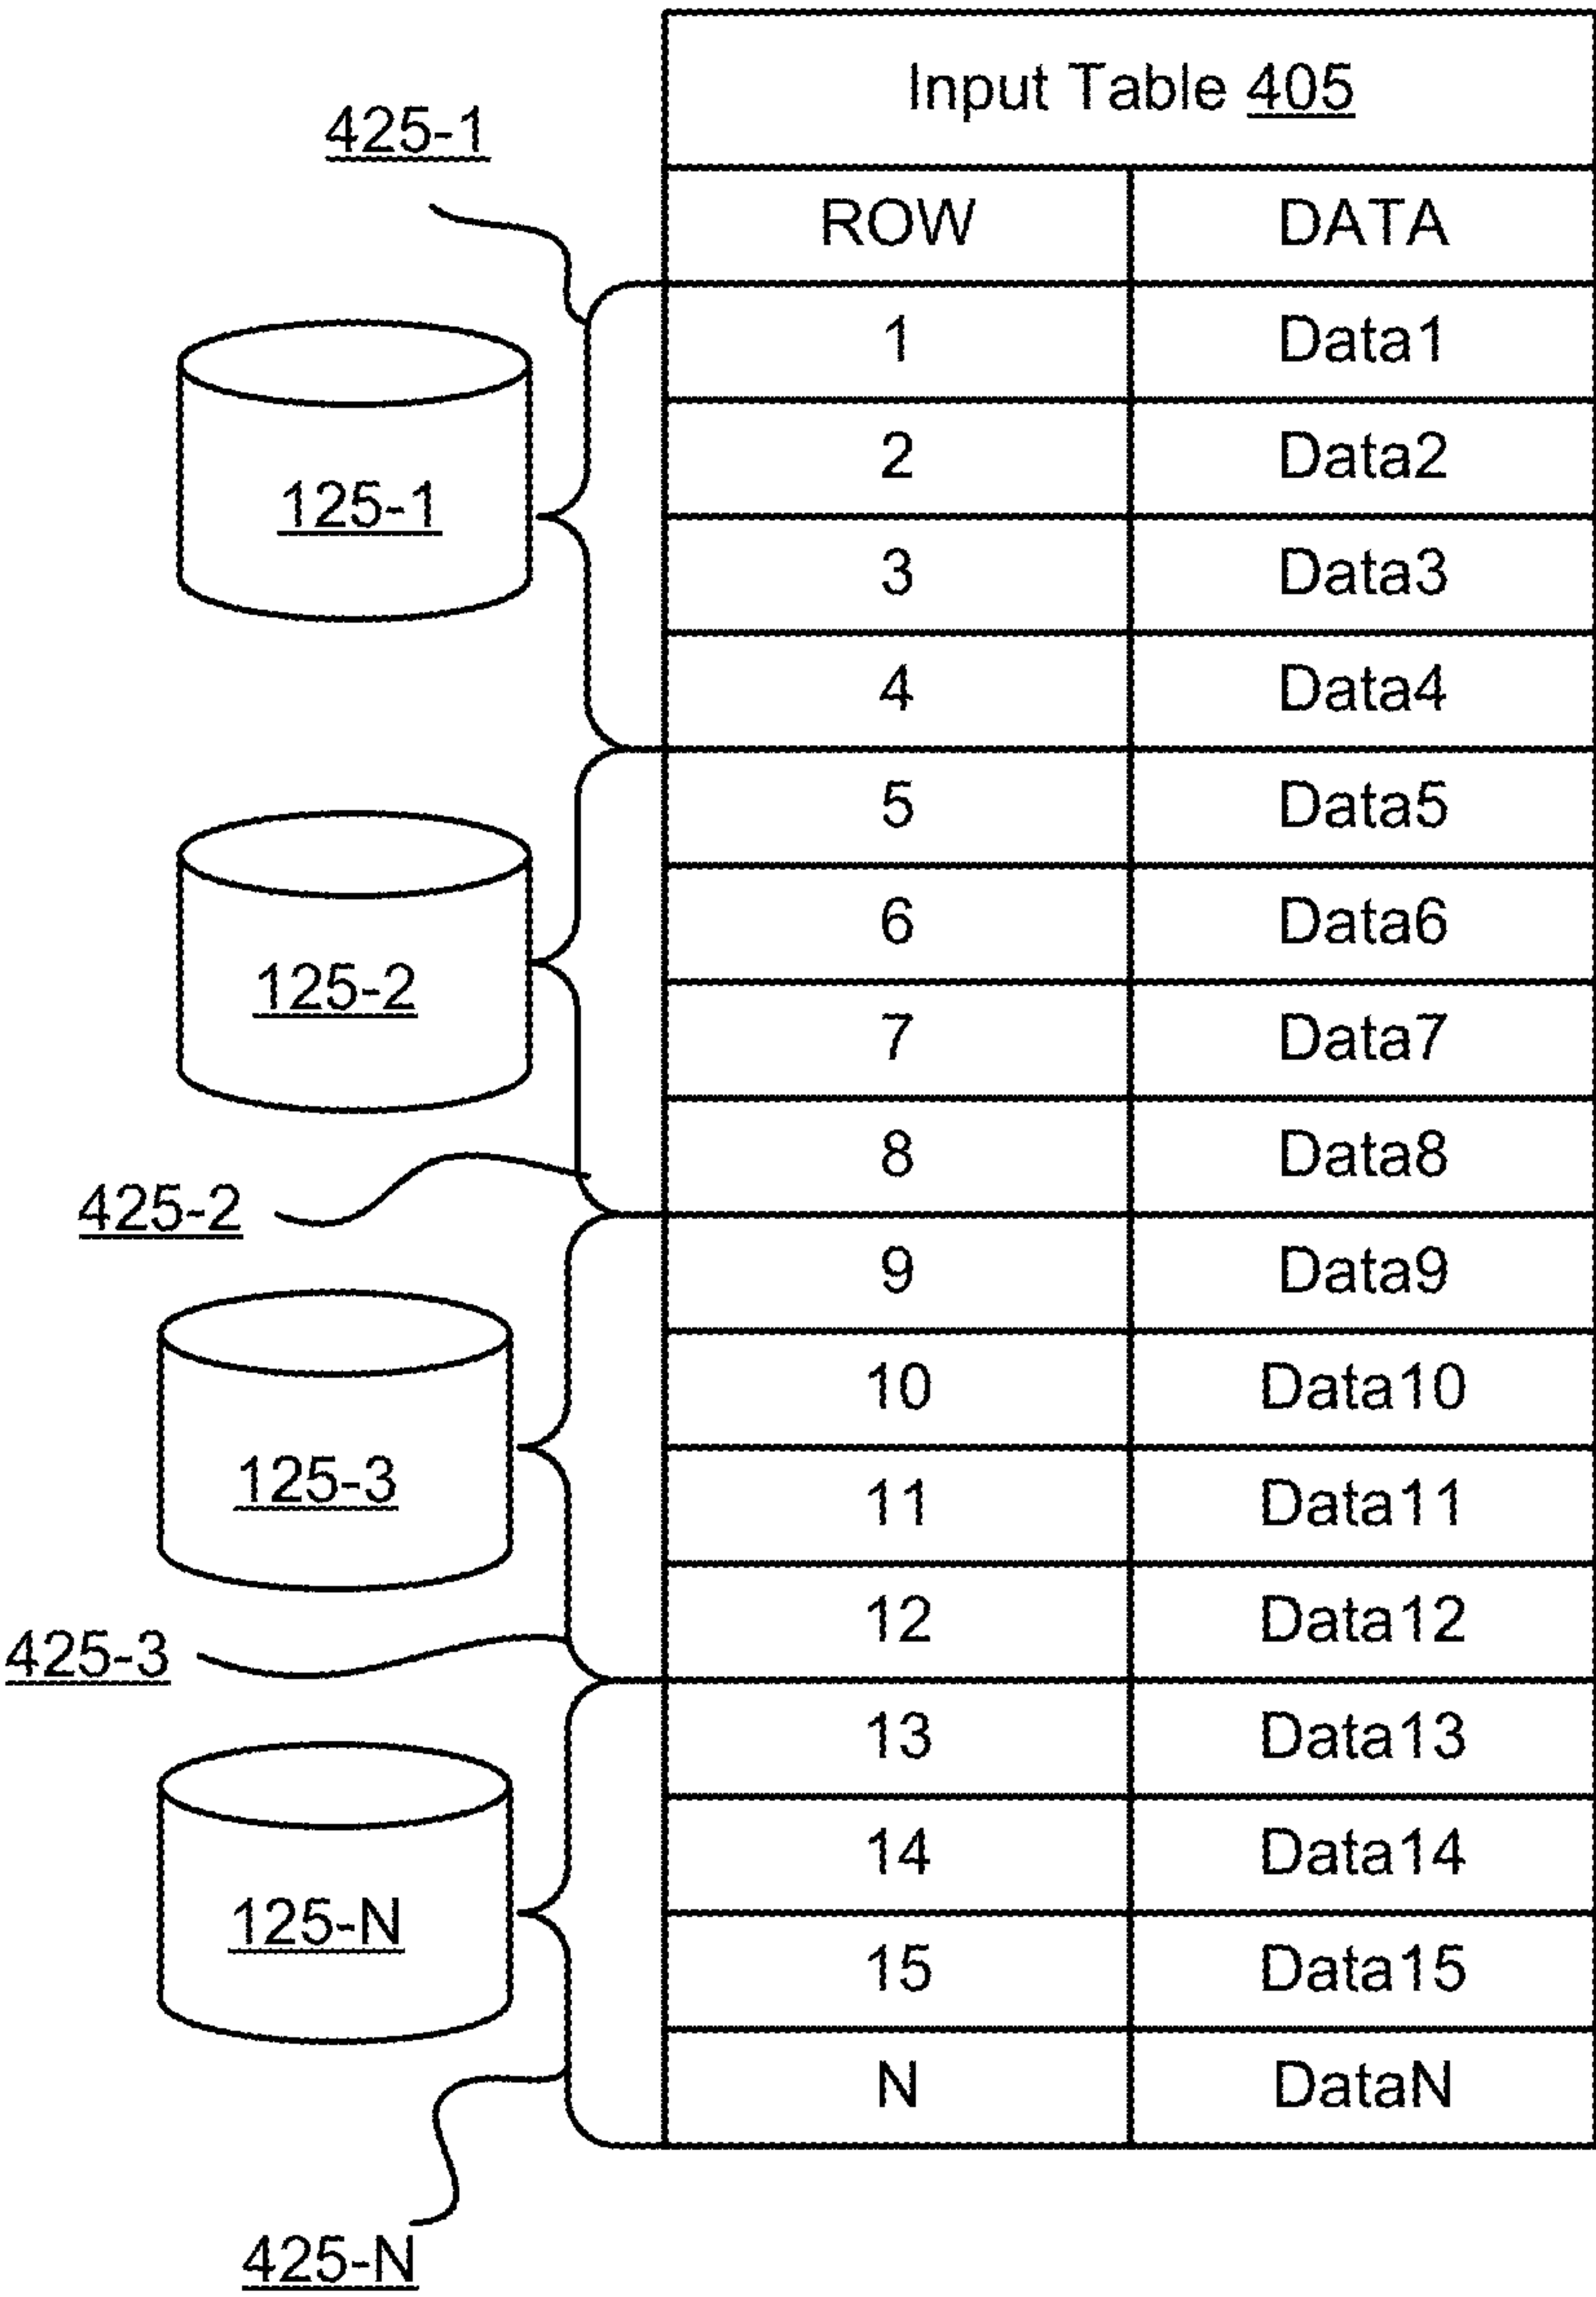 Input Table 405
425-1
ROW DATA
1 Data1
2 Data2
125-1
3 Data3
4 Data4
5 Data5
6 Data6
125-2
7 Data7
8 Data8
425-2
9 Data9
10 Data10
125-3
11 Data11
12 Data12
425-3
13 Data13
14 Data14
125-N
15 Data15
N DataN
425-N